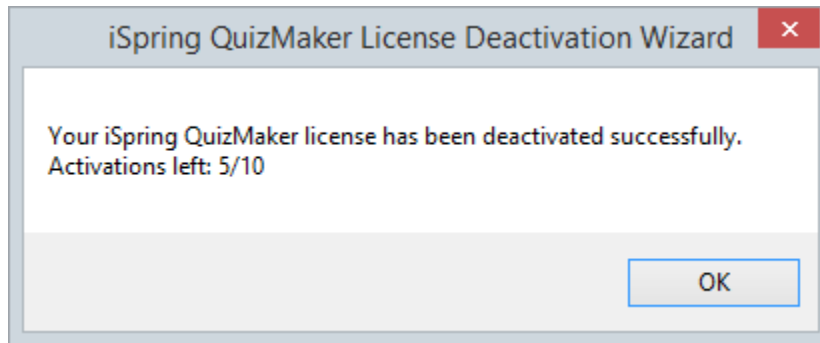 iSpring QuizMaker License Deactivation Wizard
Your iSpring QuizMaker license has been deactivated successfully.
Activations left: 5/10
OK